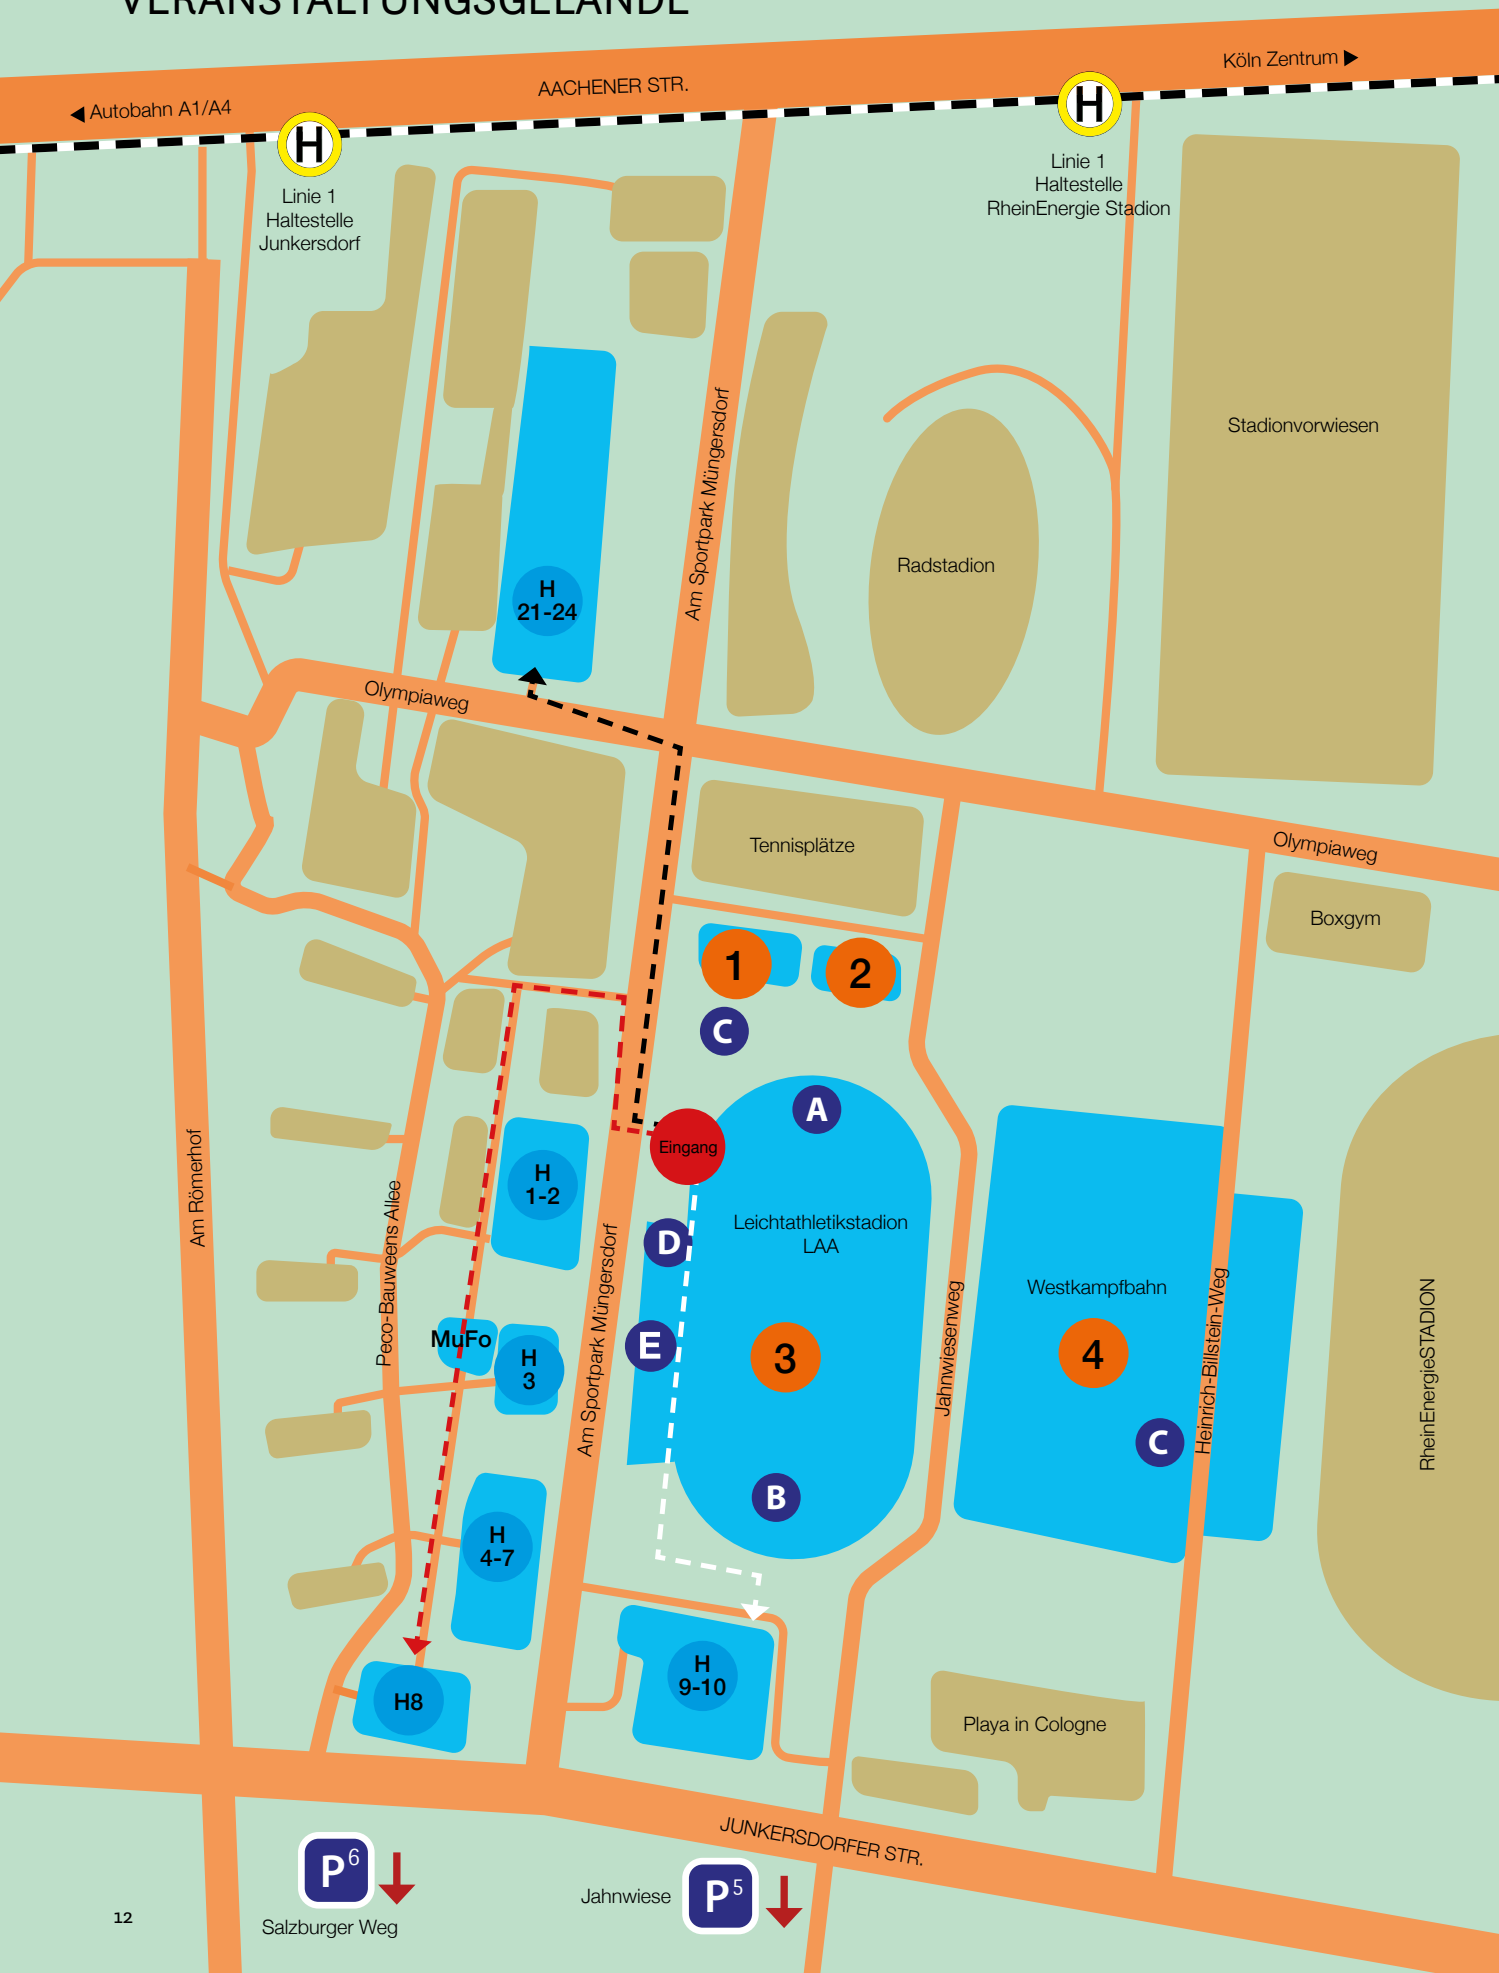 VERANSTALTUNGSGELÄNDE
Köln Zentrum
AACHENER STR.
Autobahn A1/A4
H
H
Linie 1
Haltestelle
RheinEnergie Stadion
Linie 1
Haltestelle
Junkersdorf
Stadionvorwiesen
Am Sportpark Müngersdorf
Radstadion
H
21-24
Olympiaweg
Tennisplätze
Olympiaweg
Boxgym
1
2
C
A
Eingang
H
1-2
Am Römerhof
Peco-Bauweens Allee
D
Leichtathletikstadion
LAA
Westkampfbahn
MuFo
H
3
Am Sportpark Müngersdorf
E
3
Jahnwiesenweg
4
Heinrich-Billstein-Weg
RheinEnergieSTADION
C
B
H
4-7
H
9-10
H8
Playa in Cologne
JUNKERSDORFER STR.
P6
Jahnwiese
P5
Salzburger Weg
12